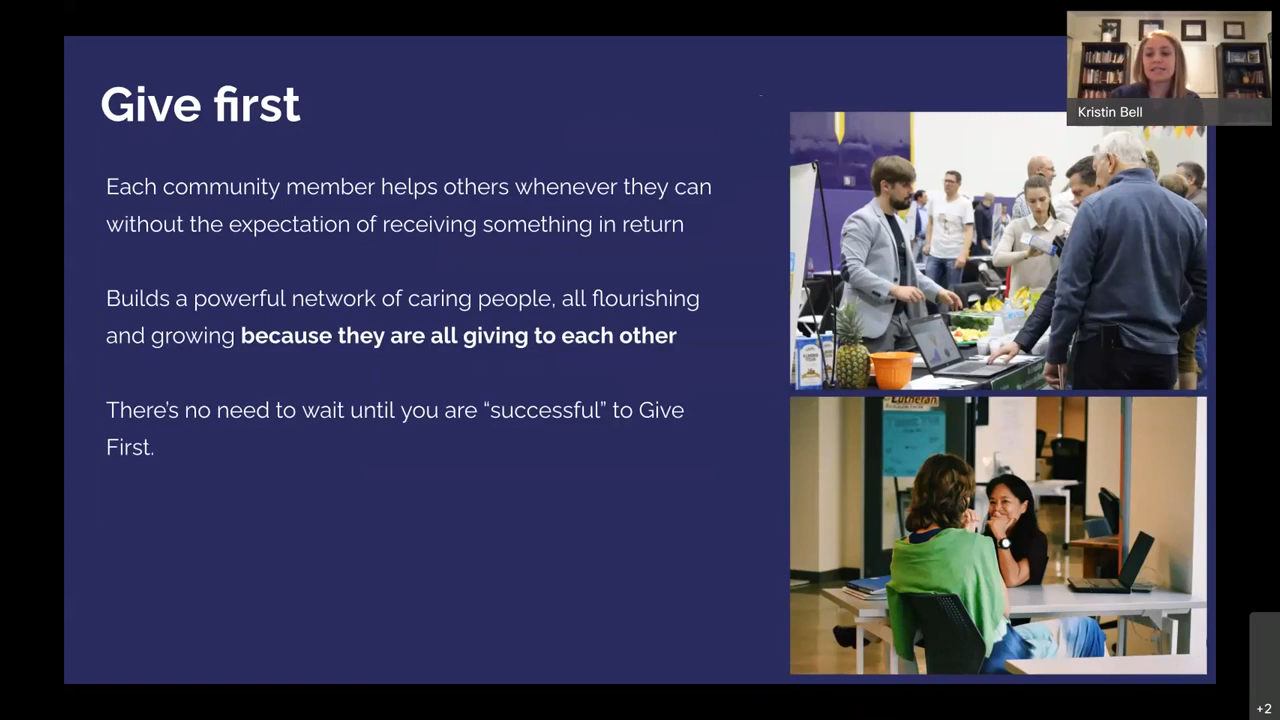 Give first
Kristin Bell
Each community member helps others whenever they can
without the expectation of receiving something in return
Builds a powerful network of caring people, all flourishing
and growing because they are all giving to each other
There's no need to wait until you are “successful” to Give
First.
Lutheran
+2